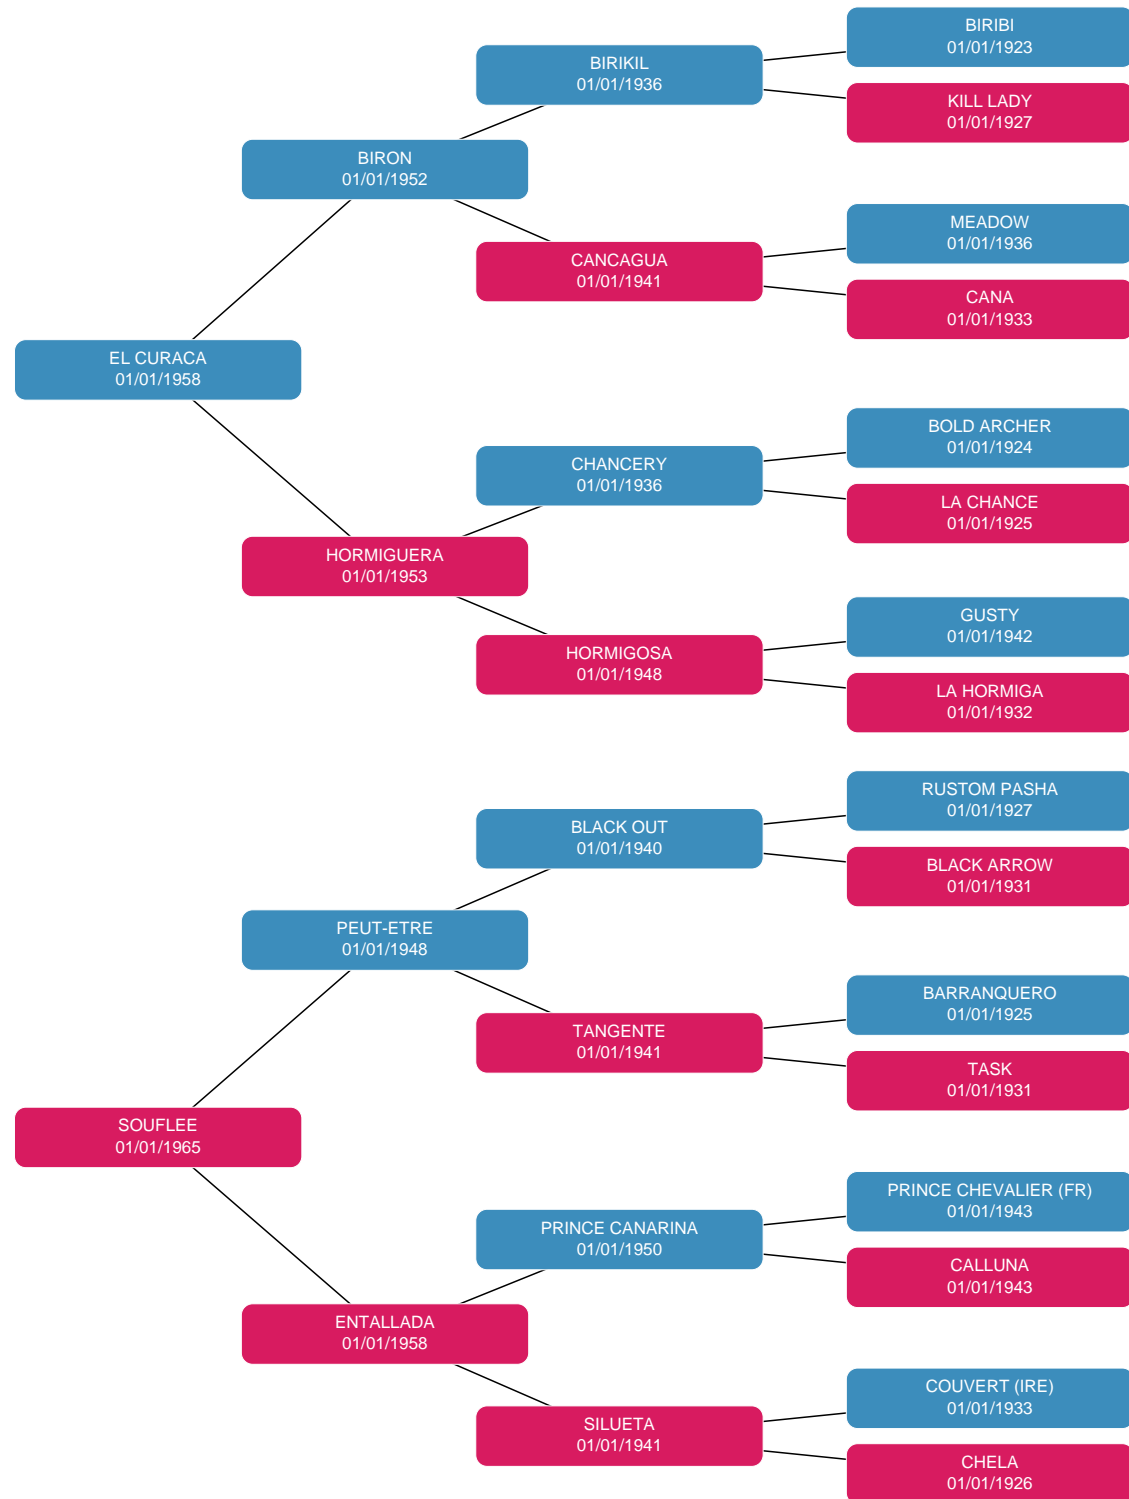 BIRIBI
01/01/1923
BIRIKIL
01/01/1936
KILL LADY
01/01/1927
BIRON
01/01/1952
MEADOW
01/01/1936
CANCAGUA
01/01/1941
CANA
01/01/1933
EL CURACA
01/01/1958
BOLD ARCHER
01/01/1924
CHANCERY
01/01/1936
LA CHANCE
01/01/1925
HORMIGUERA
01/01/1953
GUSTY
01/01/1942
HORMIGOSA
01/01/1948
LA HORMIGA
01/01/1932
RUSTOM PASHA
01/01/1927
BLACK OUT
01/01/1940
BLACK ARROW
01/01/1931
PEUT-ETRE
01/01/1948
BARRANQUERO
01/01/1925
TANGENTE
01/01/1941
TASK
01/01/1931
SOUFLEE
01/01/1965
PRINCE CHEVALIER (FR)
01/01/1943
PRINCE CANARINA
01/01/1950
CALLUNA
01/01/1943
ENTALLADA
01/01/1958
COUVERT (IRE)
01/01/1933
SILUETA
01/01/1941
CHELA
01/01/1926